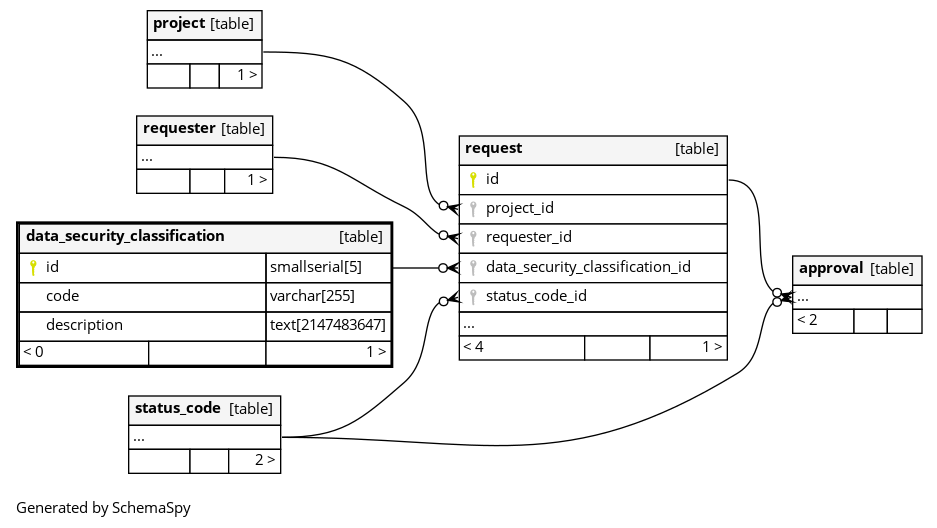 project [table]
...
1 >
requester [table]
...
1 >
data_security_classification [table]
id smallserial[5]
code varchar[255]
description text[2147483647]
< 0 1 >
status_code [table]
...
2 >
request [table]
id
project_id
requester_id
data_security_classification_id
status_code_id
...
< 4 1 >
approval [table]
...
< 2
Generated by SchemaSpy